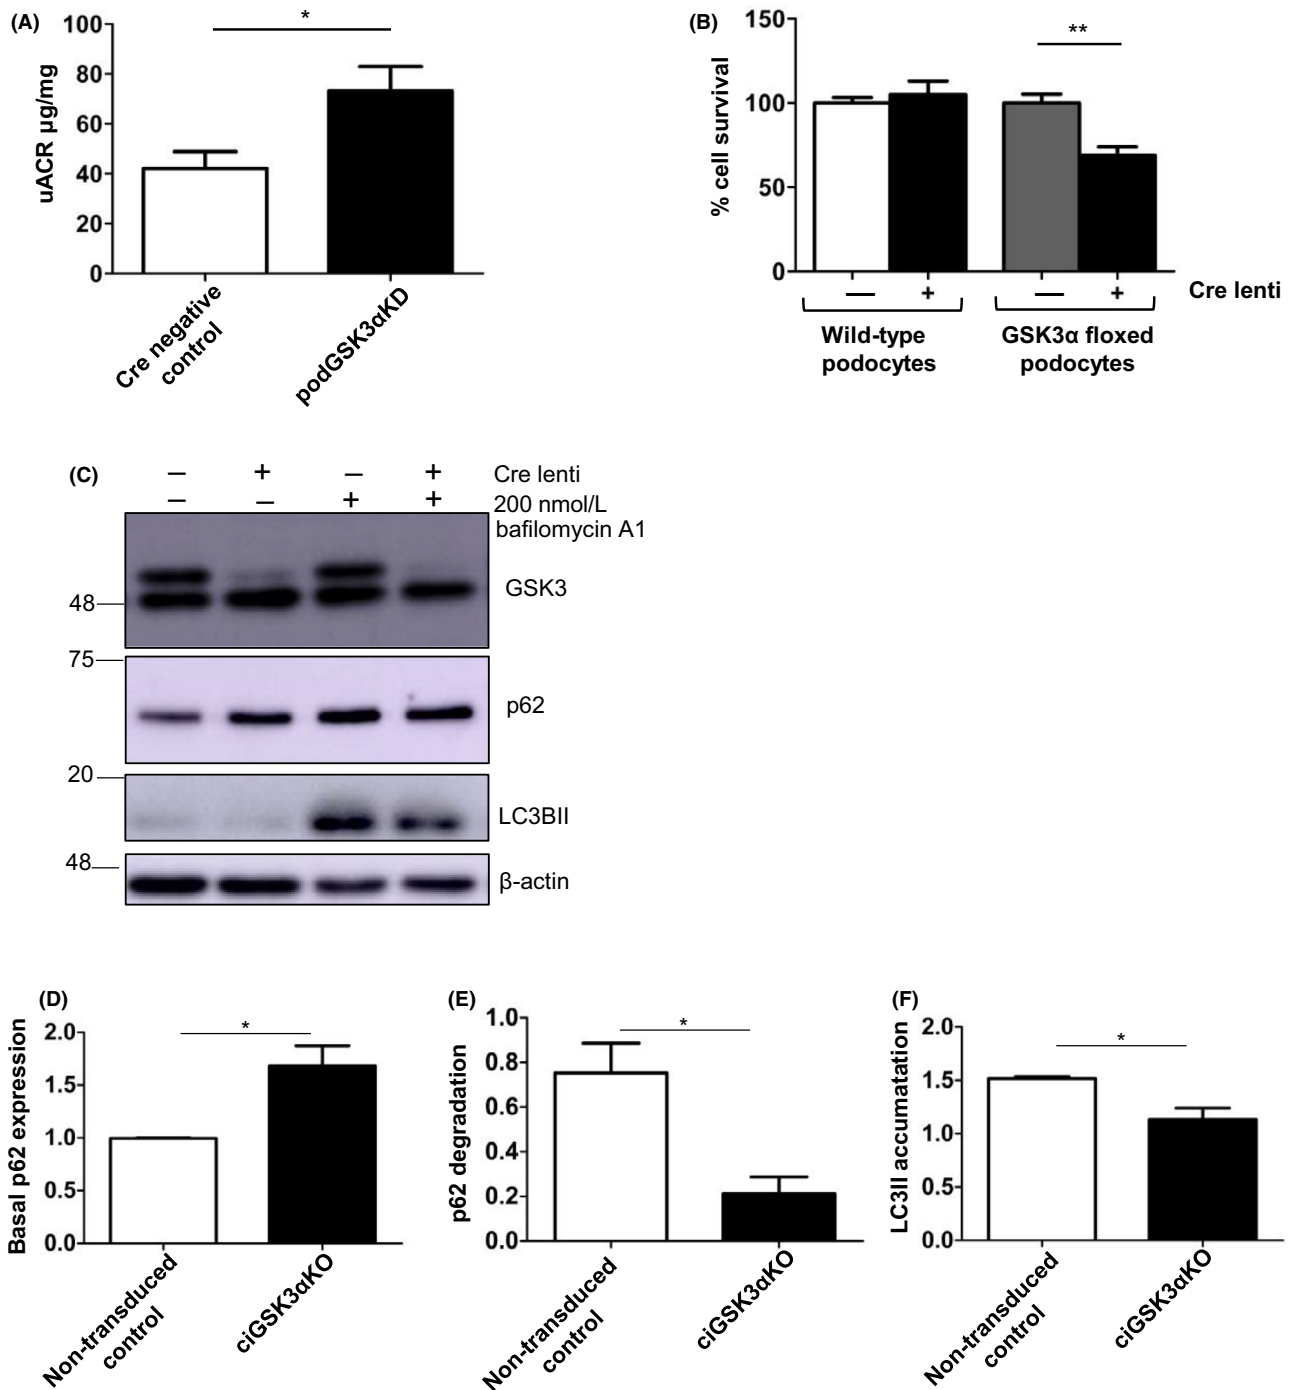 (A)
*
100
80
60
40
20
0
uACR µg/mg
Cre negative
control
podGSK3αKD
(B)
**
150
100
50
0
% cell survival
— + — + Cre lenti
Wild-type
podocytes
GSK3α floxed
podocytes
(C)
– + – + Cre lenti
– – + + 200 nmol/L
bafilomycin A1
GSK3
48
75
p62
20
LC3BII
48
β-actin
(D)
*
2.0
1.5
1.0
0.5
0.0
Basal p62 expression
Non-transduced
control
ciGSK3αKO
(E)
*
1.0
0.8
0.6
0.4
0.2
0.0
p62 degradation
Non-transduced
control
ciGSK3αKO
(F)
*
2.0
1.5
1.0
0.5
0.0
LC3II accumatation
Non-transduced
control
ciGSK3αKO